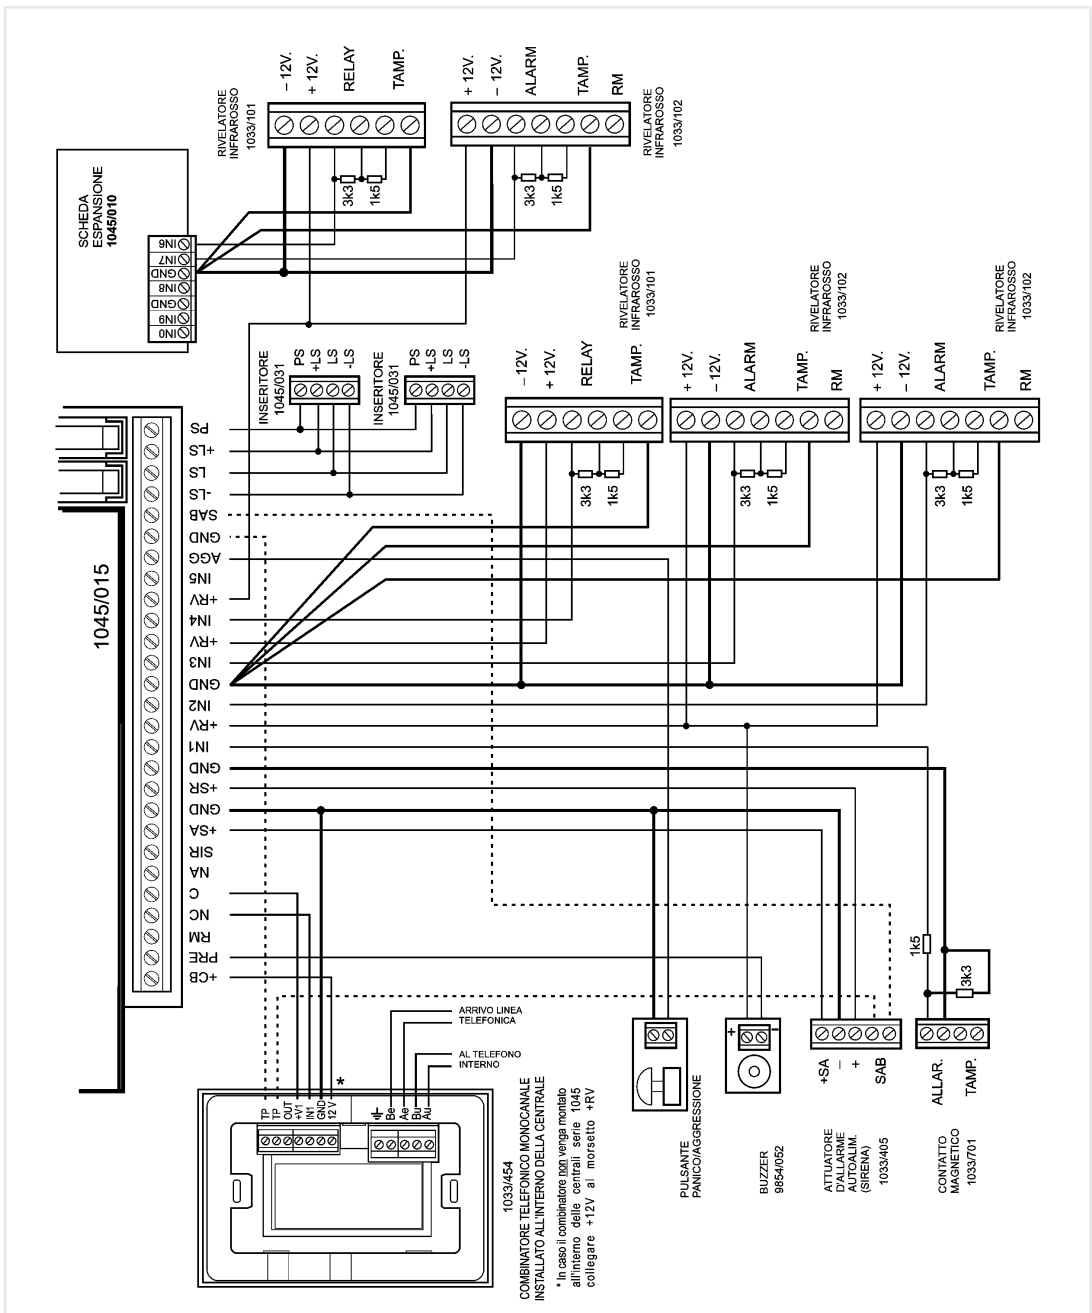 – 12V.
+ 12V.
RELAY
TAMP.
RIVELATORE
INFRAROSSO
1033/101
+ 12V.
– 12V.
ALARM
TAMP.
RM
RIVELATORE
INFRAROSSO
1033/102
3k3
1k5
3k3
1k5
SCHEDA
ESPANSIONE
1045/010
IN6
IN7
GND
IN8
GND
IN9
IN0
INSERITORE
1045/031
PS
+LS
LS
-LS
INSERITORE
1045/031
PS
+LS
LS
-LS
– 12V.
+ 12V.
RELAY
TAMP.
RIVELATORE
INFRAROSSO
1033/101
+ 12V.
– 12V.
ALARM
TAMP.
RM
RIVELATORE
INFRAROSSO
1033/102
+ 12V.
– 12V.
ALARM
TAMP.
RM
RIVELATORE
INFRAROSSO
1033/102
3k3
1k5
3k3
1k5
3k3
1k5
1045/015
PS
+LS
LS
-LS
SAB
GND
AGG
IN5
+RV
IN4
+RV
IN3
GND
IN2
+RV
IN1
GND
+SR
GND
+SA
SIR
NA
C
NC
RM
PRE
+CB
TP
TP
OUT
+V1
IN1
GND
12 V
*
Be
Ae
Bu
Au
ARRIVO LINEA
TELEFONICA
AL TELEFONO
INTERNO
1033/454
COMBINATORE TELEFONICO MONOCANALE
INSTALLATO ALL'INTERNO DELLA CENTRALE
* In caso il combinatore non venga montato
all'interno delle centrali serie 1045
collegare +12V al morsetto +RV
PULSANTE
PANICO/AGGRESSIONE
+
–
BUZZER
9854/052
+SA
–
+
SAB
ATTUATORE
D'ALLARME
AUTOALIM.
(SIRENA)
1033/405
1k5
3k3
ALLAR.
TAMP.
CONTATTO
MAGNETICO
1033/701